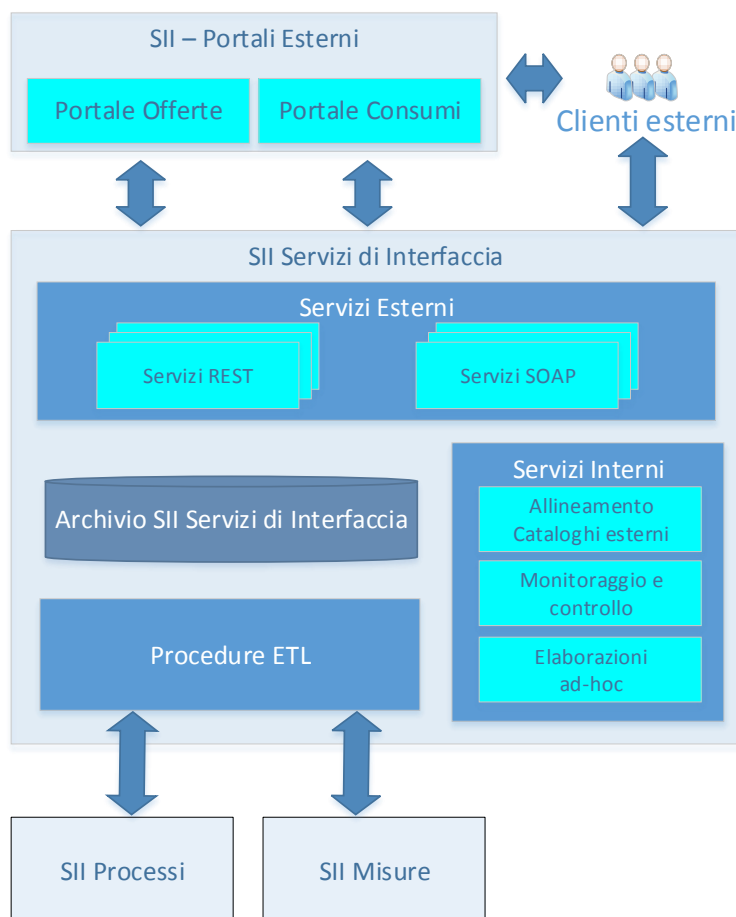 SII – Portali Esterni
Portale Offerte
Portale Consumi
Clienti esterni
SII Servizi di Interfaccia
Servizi Esterni
Servizi REST
Servizi SOAP
Servizi Interni
Allineamento
Cataloghi esterni
Archivio SII Servizi di Interfaccia
Monitoraggio e
controllo
Procedure ETL
Elaborazioni
ad-hoc
SII Processi
SII Misure